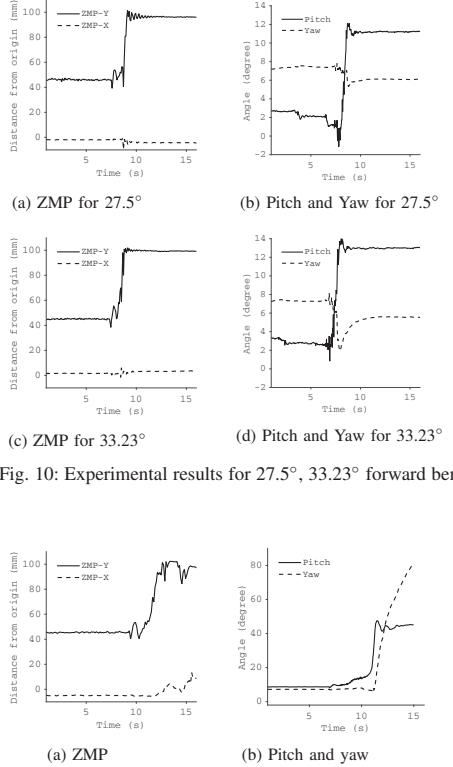 Distance from origin (mm)
100
80
60
40
20
0
ZMP-Y
ZMP-X
5 10 15
Time (s)
Angle (degree)
14
12
10
8
6
4
2
0
-2
Pitch
Yaw
5 10 15
Time (s)
(a) ZMP for 27.5°
(b) Pitch and Yaw for 27.5°
Distance from origin (mm)
100
80
60
40
20
0
ZMP-Y
ZMP-X
5 10 15
Time (s)
Angle (degree)
14
12
10
8
6
4
2
0
-2
Pitch
Yaw
5 10 15
Time (s)
(c) ZMP for 33.23°
(d) Pitch and Yaw for 33.23°
Fig. 10: Experimental results for 27.5°, 33.23° forward ben
Distance from origin (mm)
100
80
60
40
20
0
ZMP-Y
ZMP-X
5 10 15
Time (s)
Angle (degree)
80
60
40
20
0
Pitch
Yaw
5 10 15
Time (s)
(a) ZMP
(b) Pitch and yaw